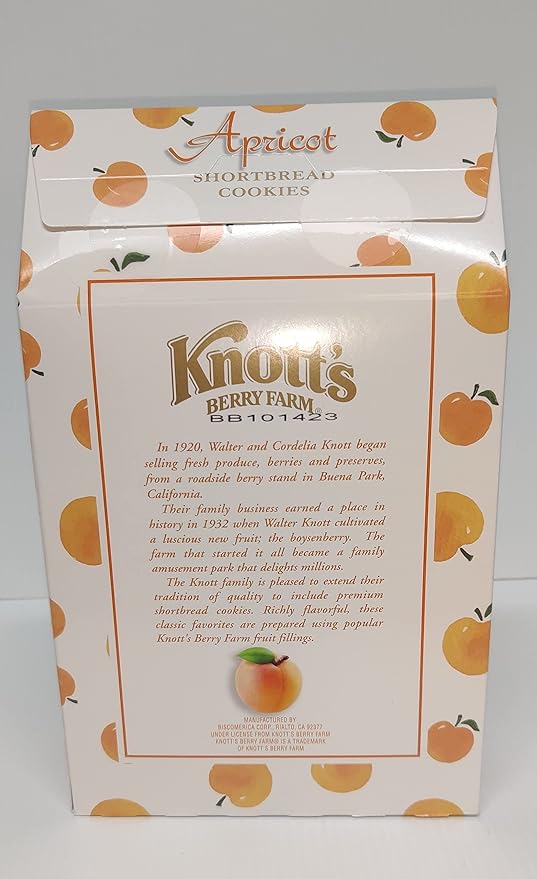 Apricot
SHORTBREAD
COOKIES
Knott's
BERRY FARM®
BB101423
In 1920, Walter and Cordelia Knott began
selling fresh produce, berries and preserves,
from a roadside berry stand in Buena Park,
California.
Their family business earned a place in
history in 1932 when Walter Knott cultivated
a luscious new fruit; the boysenberry. The
farm that started it all became a family
amusement park that delights millions.
The Knott family is pleased to extend their
tradition of quality to include premium
shortbread cookies. Richly flavorful, these
classic favorites are prepared using popular
Knott's Berry Farm fruit fillings.
MANUFACTURED BY
BISCOMERICA CORP., RIALTO, CA 92377
UNDER LICENSE FROM KNOTT'S BERRY FARM
KNOTT'S BERRY FARM® IS A TRADEMARK
OF KNOTT'S BERRY FARM